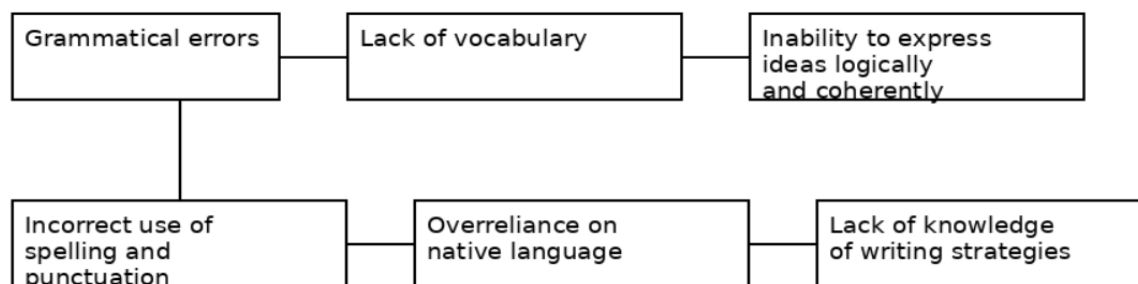 Grammatical errors
Lack of vocabulary
Inability to express
ideas logically
and coherently
Incorrect use of
spelling and
punctuation
Overreliance on
native language
Lack of knowledge
of writing strategies